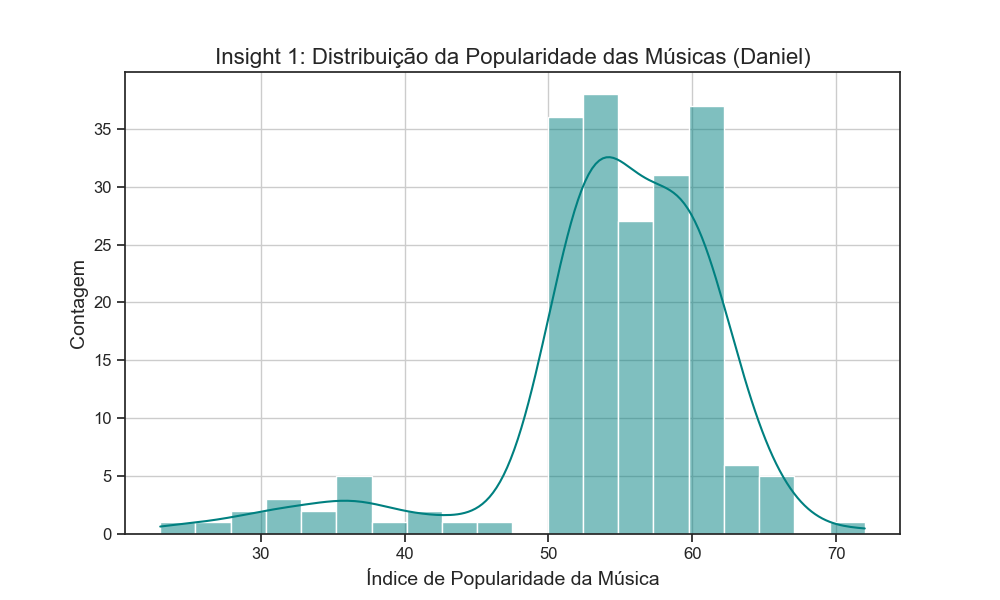 Insight 1: Distribuição da Popularidade das Músicas (Daniel)
Contagem
35
30
25
20
15
10
5
0
30 40 50 60 70
Índice de Popularidade da Música